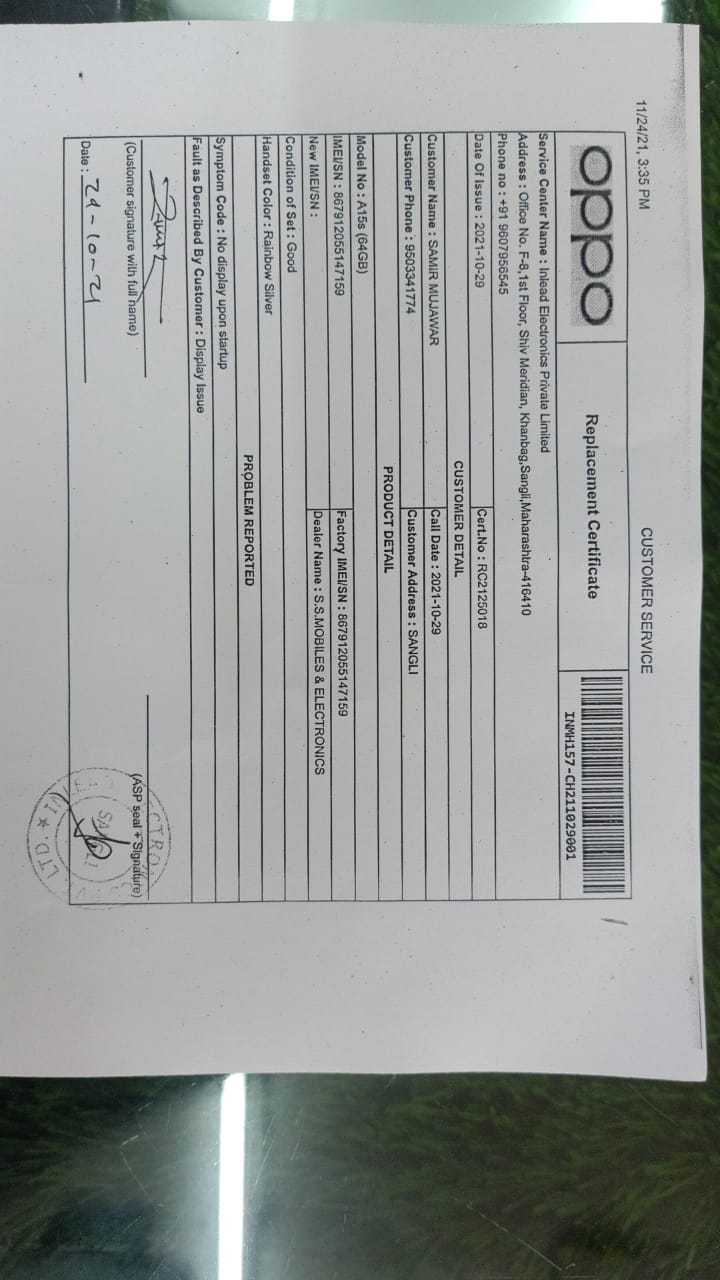 11/24/21, 3:35 PM
CUSTOMER SERVICE
oppo
Replacement Certificate
INMH157-CH211029001
Service Center Name : Inlead Electronics Private Limited
Address : Office No. F-8,1st Floor, Shiv Meridian, Khanbag,Sangli,Maharashtra-416410
Phone no : +91 9607956545
Date Of Issue : 2021-10-29
Cert.No : RC2125018
CUSTOMER DETAIL
Customer Name : SAMIR MUJAWAR
Call Date : 2021-10-29
Customer Phone : 9503341774
Customer Address : SANGLI
PRODUCT DETAIL
Model No : A15s (64GB)
IMEI/SN : 867912055147159
Factory IMEI/SN : 867912055147159
New IMEI/SN :
Dealer Name : S.S.MOBILES & ELECTRONICS
Condition of Set : Good
Handset Color : Rainbow Silver
PROBLEM REPORTED
Symptom Code : No display upon startup
Fault as Described By Customer : Display Issue
(Customer signature with full name)
(ASP seal + Signature)
Date : 29-10-21
LTD. ★